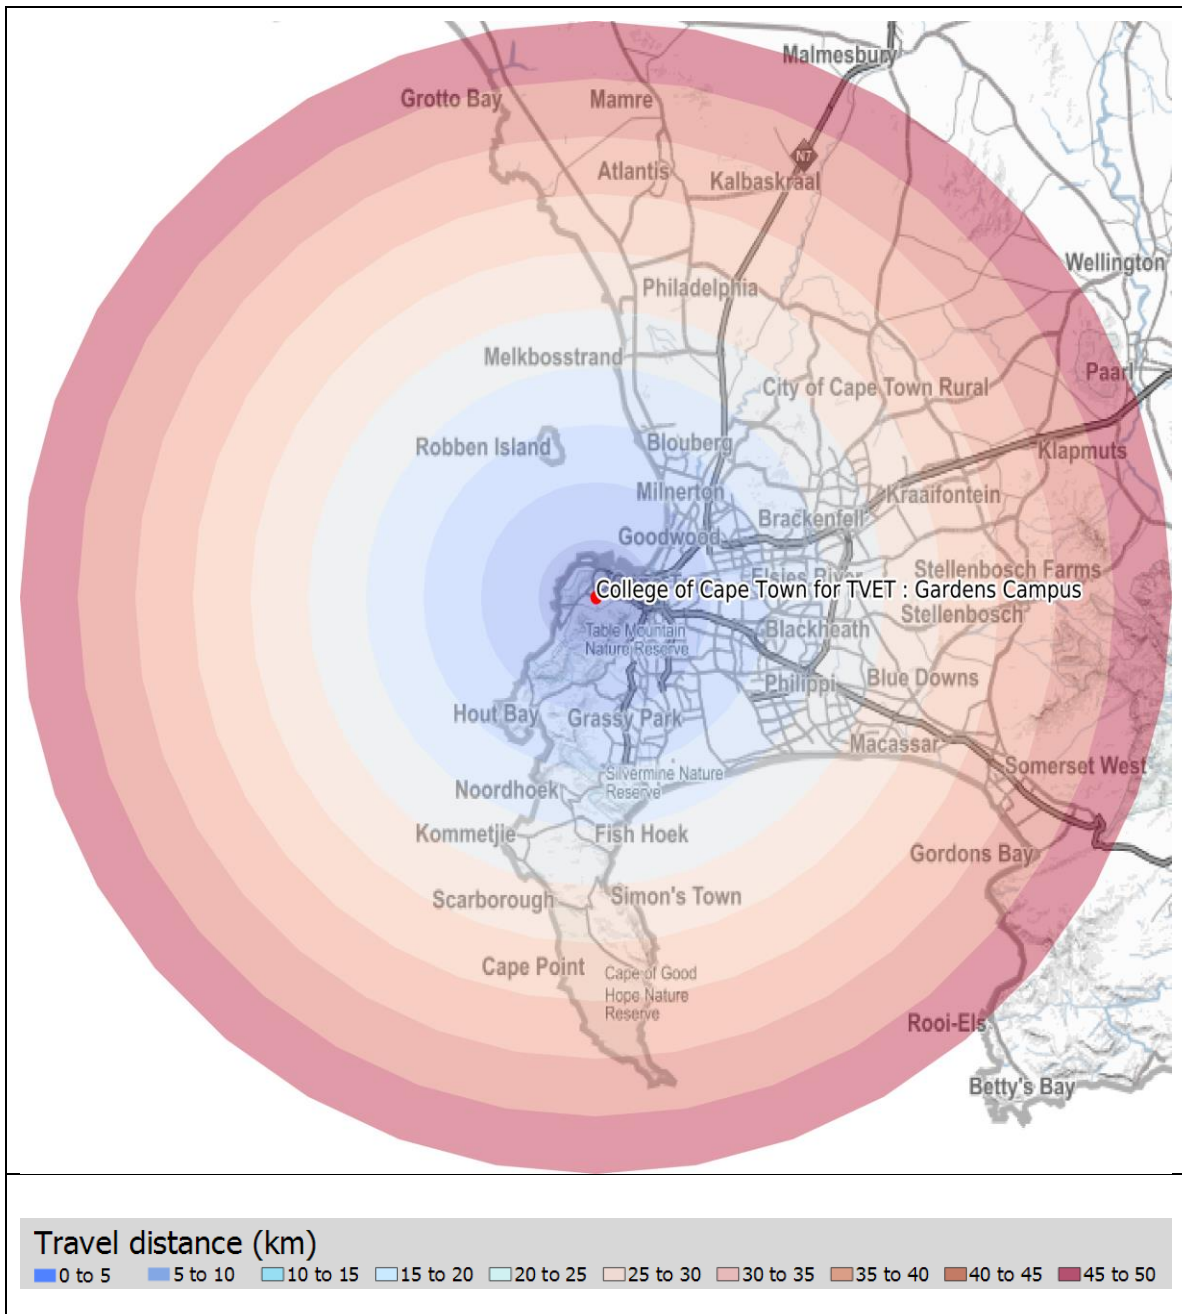 Malmesbury
Grotto Bay
Mamre
N7
Atlantis
Kalbaskraal
Wellington
Philadelphia
Melkbosstrand
Paarl
City of Cape Town Rural
Robben Island
Blouberg
Klapmuts
Milnerton
Kraaifontein
Brackenfell
Goodwood
Elsies River
Stellenbosch Farms
College of Cape Town for TVET : Gardens Campus
Stellenbosch
Table Mountain
Nature Reserve
Blackheath
Philippi
Blue Downs
Hout Bay
Grassy Park
Macassar
Somerset West
Silvermine Nature
Reserve
Noordhoek
Kommetjie
Fish Hoek
Gordons Bay
Scarborough
Simon's Town
Cape Point
Cape of Good
Hope Nature
Reserve
Rooi-Els
Betty's Bay
Travel distance (km)
0 to 5 5 to 10 10 to 15 15 to 20 20 to 25 25 to 30 30 to 35 35 to 40 40 to 45 45 to 50